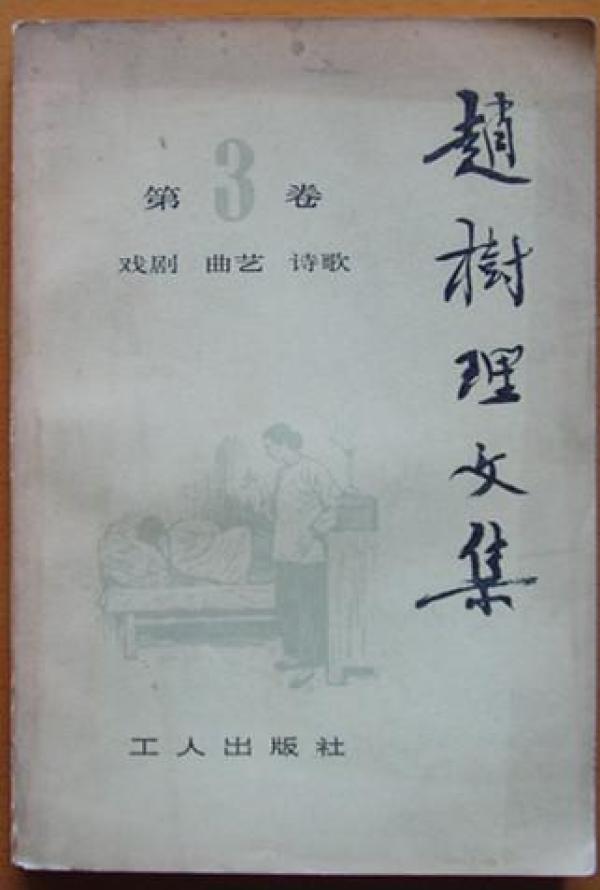 趙樹理文集
第3卷
戏剧 曲艺 诗歌
工人出版社